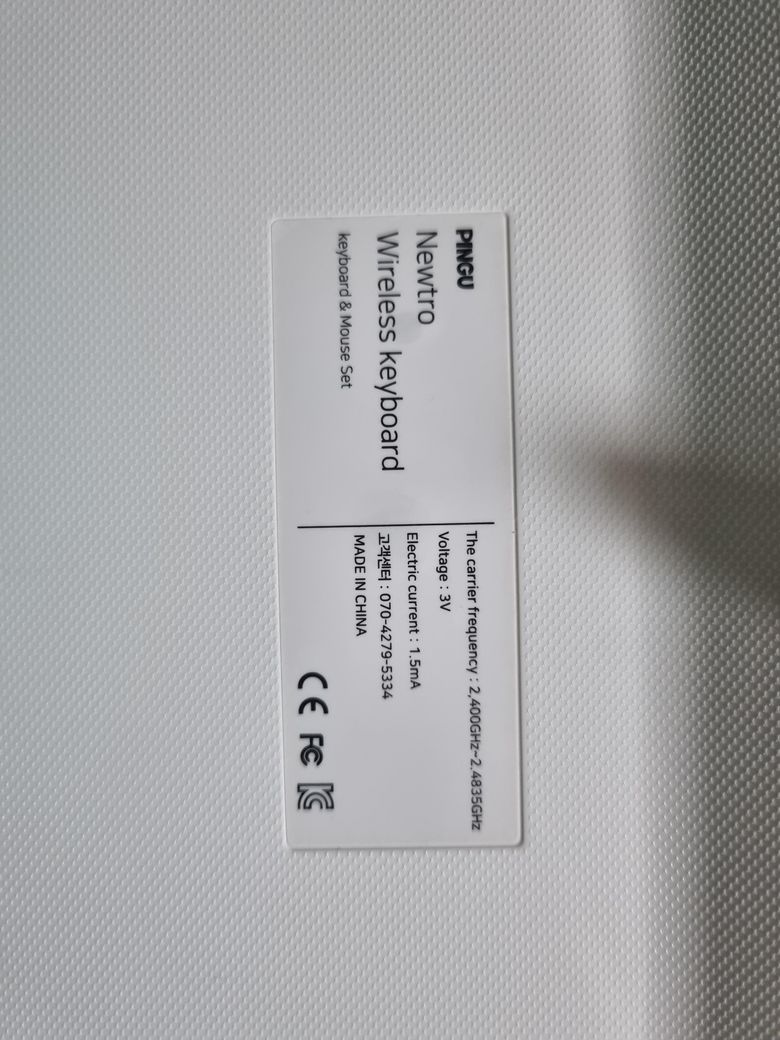 PINGU
Newtro
Wireless keyboard
keyboard & Mouse Set
The carrier frequency : 2,400GHz~2.4835GHz
Voltage : 3V
Electric current : 1.5mA
고객센터 : 070-4279-5334
MADE IN CHINA
CE FC KC